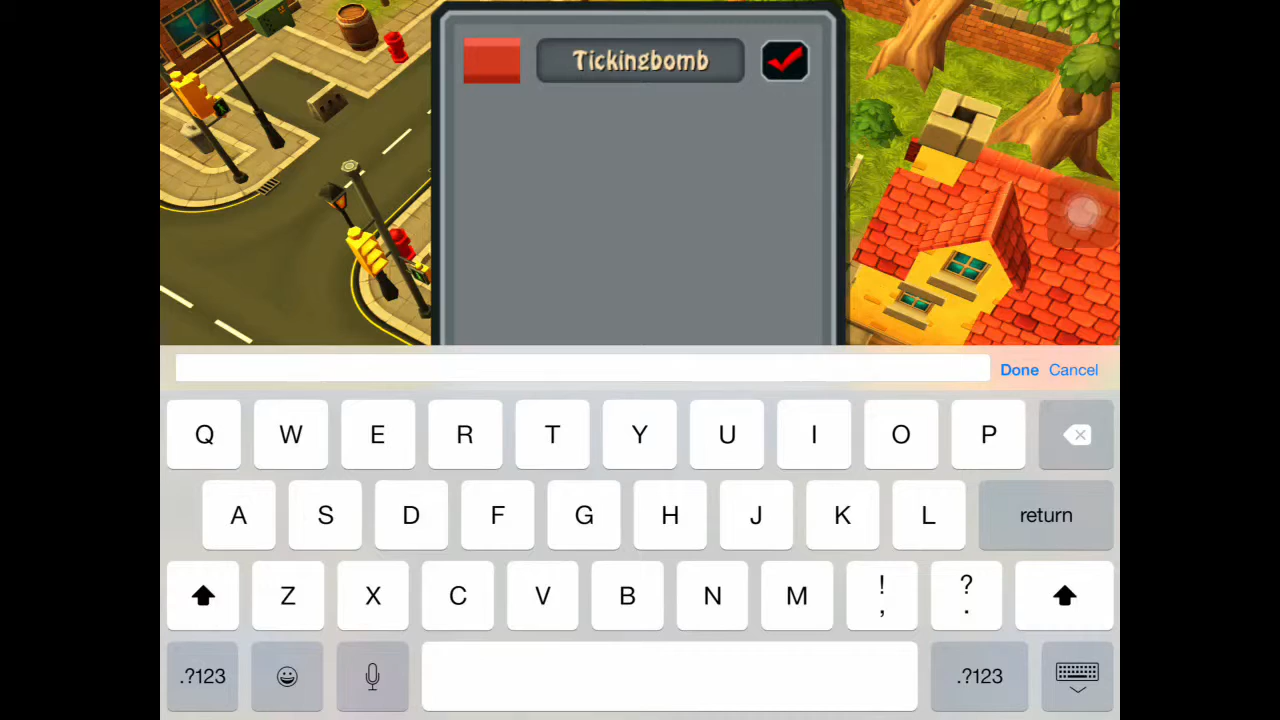 Tickingbomb
Done Cancel
Q W E R T Y U I O P
A S D F G H J K L return
Z X C V B N M ! , ? .
.?123 .?123